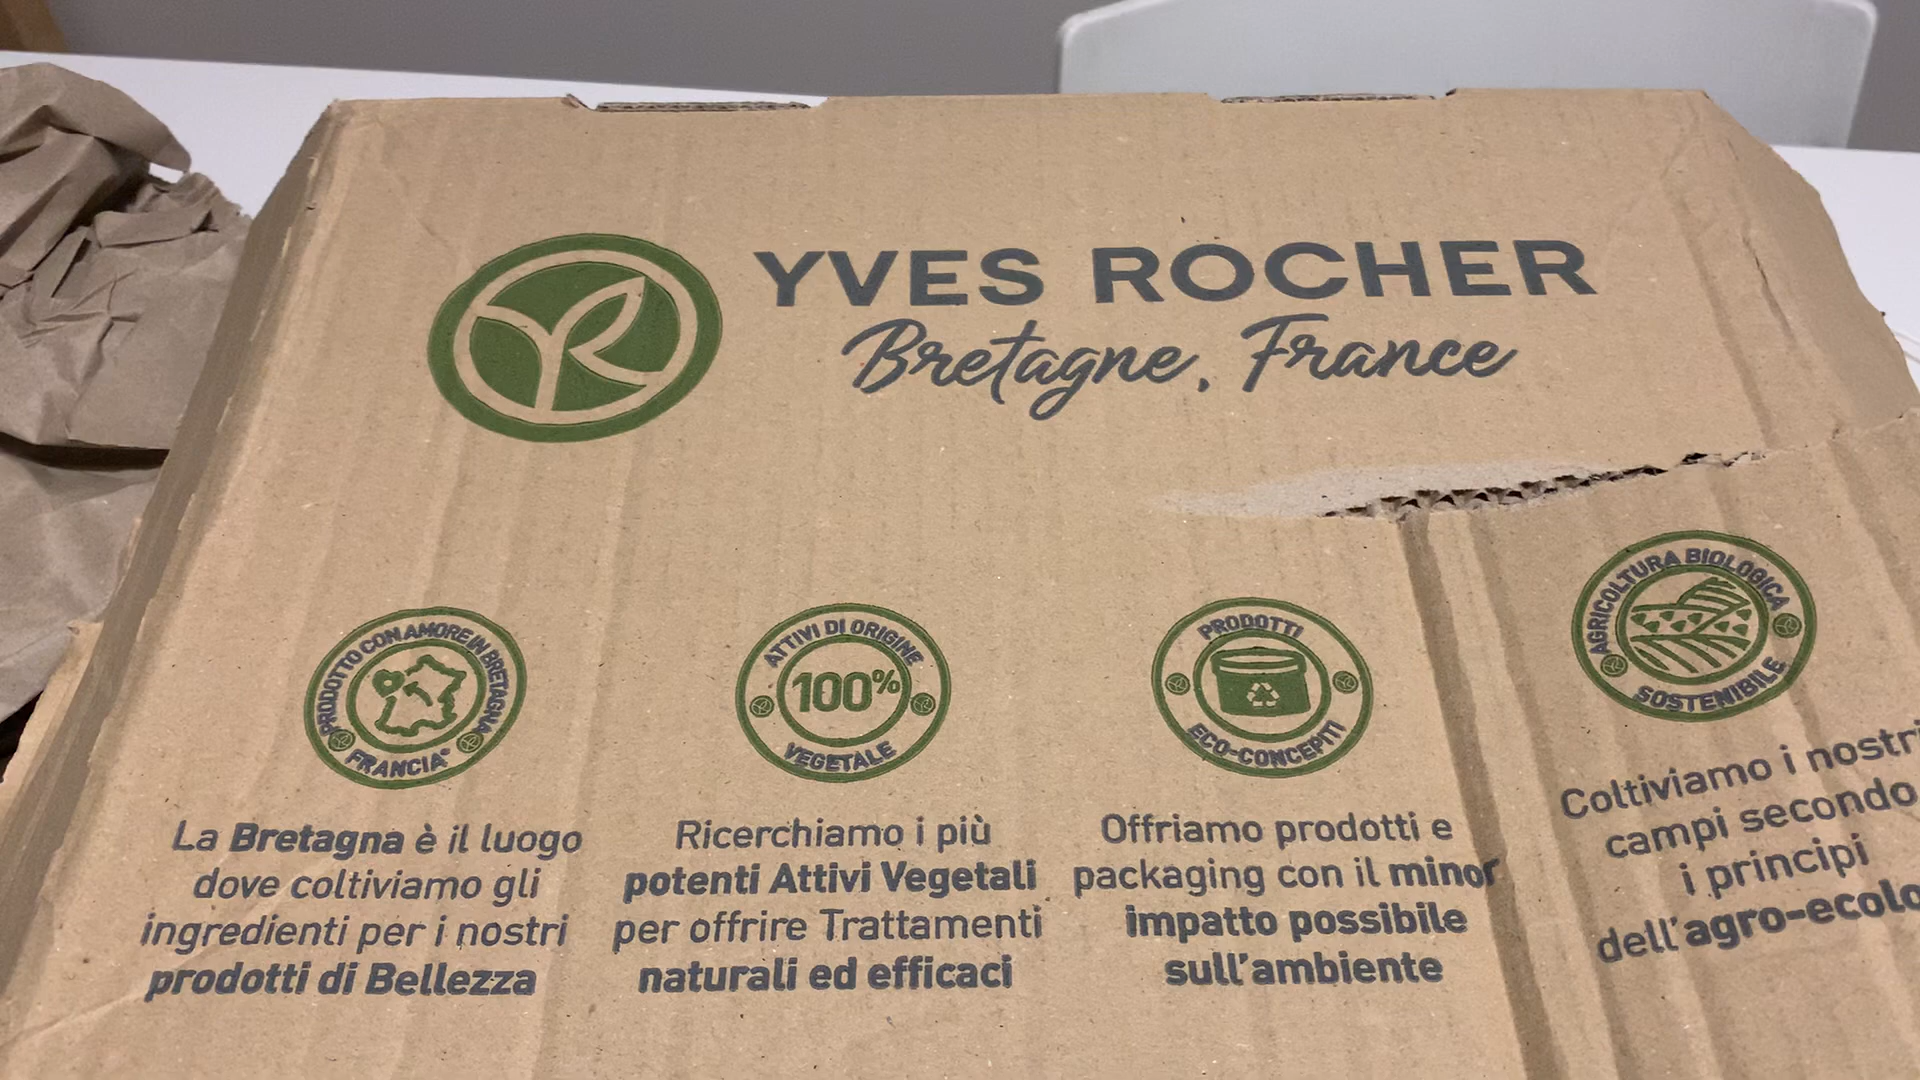 YVES ROCHER
Bretagne, France
PRODOTTO CON AMORE IN BRETAGNA
FRANCIA*
La Bretagna è il luogo
dove coltiviamo gli
ingredienti per i nostri
prodotti di Bellezza
ATTIVI DI ORIGINE
100%
VEGETALE
Ricerchiamo i più
potenti Attivi Vegetali
per offrire Trattamenti
naturali ed efficaci
PRODOTTI
ECO-CONCEPITI
Offriamo prodotti e
packaging con il minor
impatto possibile
sull'ambiente
AGRICOLTURA BIOLOGICA
SOSTENIBILE
Coltiviamo i nostri
campi secondo
i principi
dell'agro-ecolo